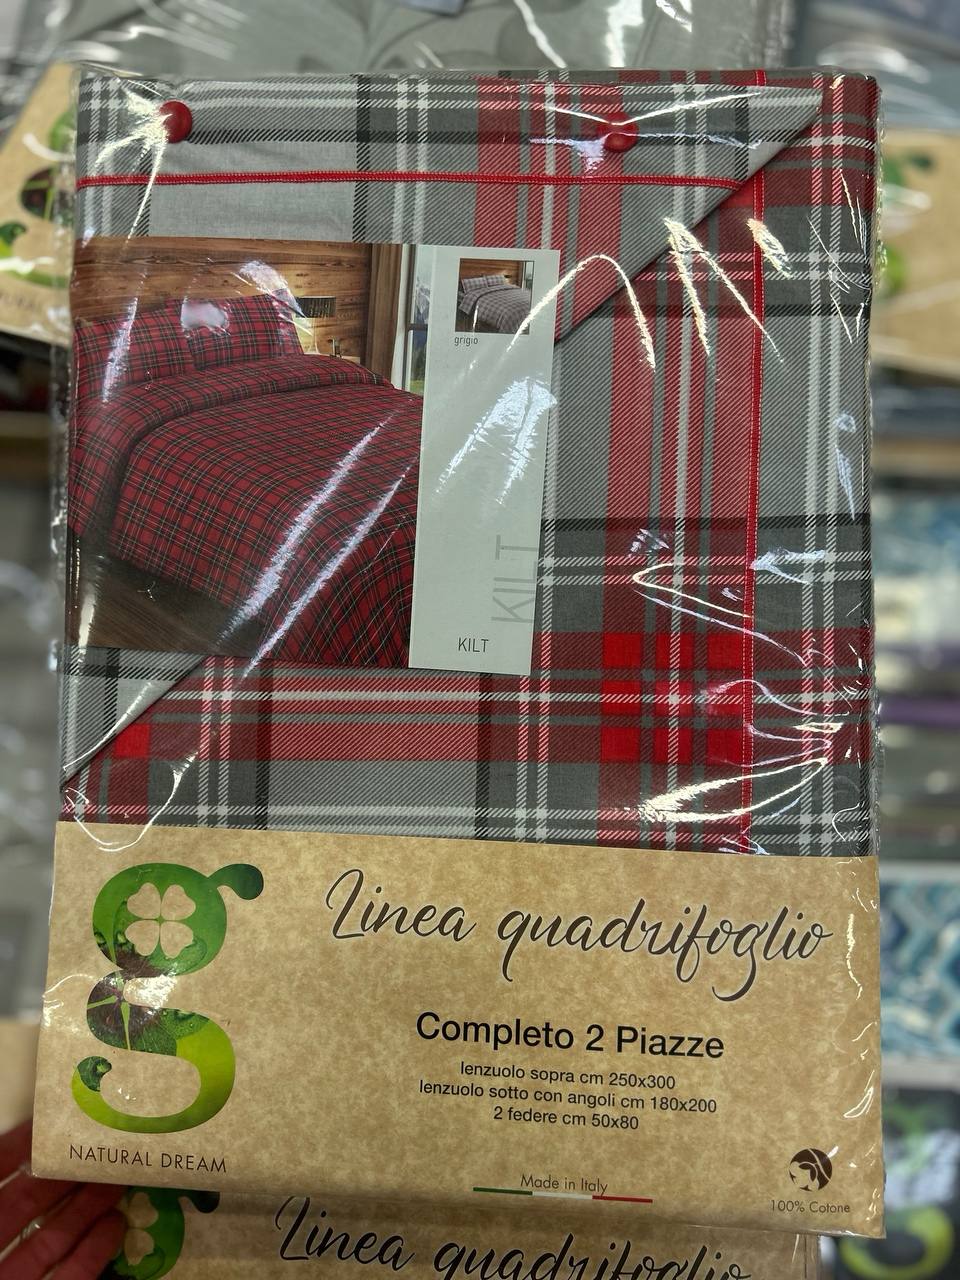 grigio
KILT
KILT
Linea quadrifoglio
Completo 2 Piazze
lenzuolo sopra cm 250x300
lenzuolo sotto con angoli cm 180x200
2 federe cm 50x80
NATURAL DREAM
Made in Italy
100% Cotone
Linea quadrifoglio